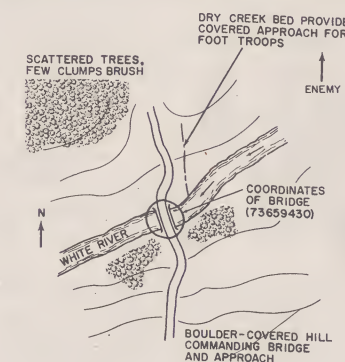 DRY CREEK BED PROVIDE
COVERED APPROACH FOR
FOOT TROOPS
SCATTERED TREES,
FEW CLUMPS BRUSH
ENEMY
COORDINATES
OF BRIDGE
(73659430)
N
WHITE RIVER
BOULDER-COVERED HILL
COMMANDING BRIDGE
AND APPROACH